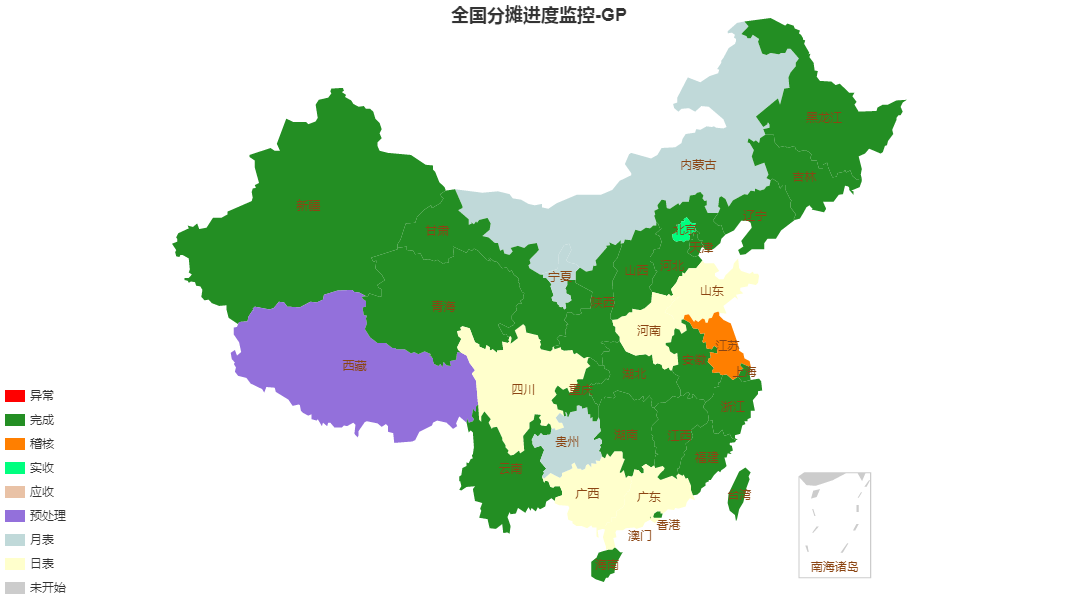 全国分摊进度监控-GP
黑龙江
内蒙古
吉林
新疆
辽宁
甘肃
北京
天津
河北
山西
宁夏
山东
陕西
青海
河南
江苏
安徽
西藏
上海
湖北
四川
重庆
浙江
湖南
江西
贵州
福建
云南
广西
广东
台湾
香港
澳门
海南
南海诸岛
异常
完成
稽核
实收
应收
预处理
月表
日表
未开始